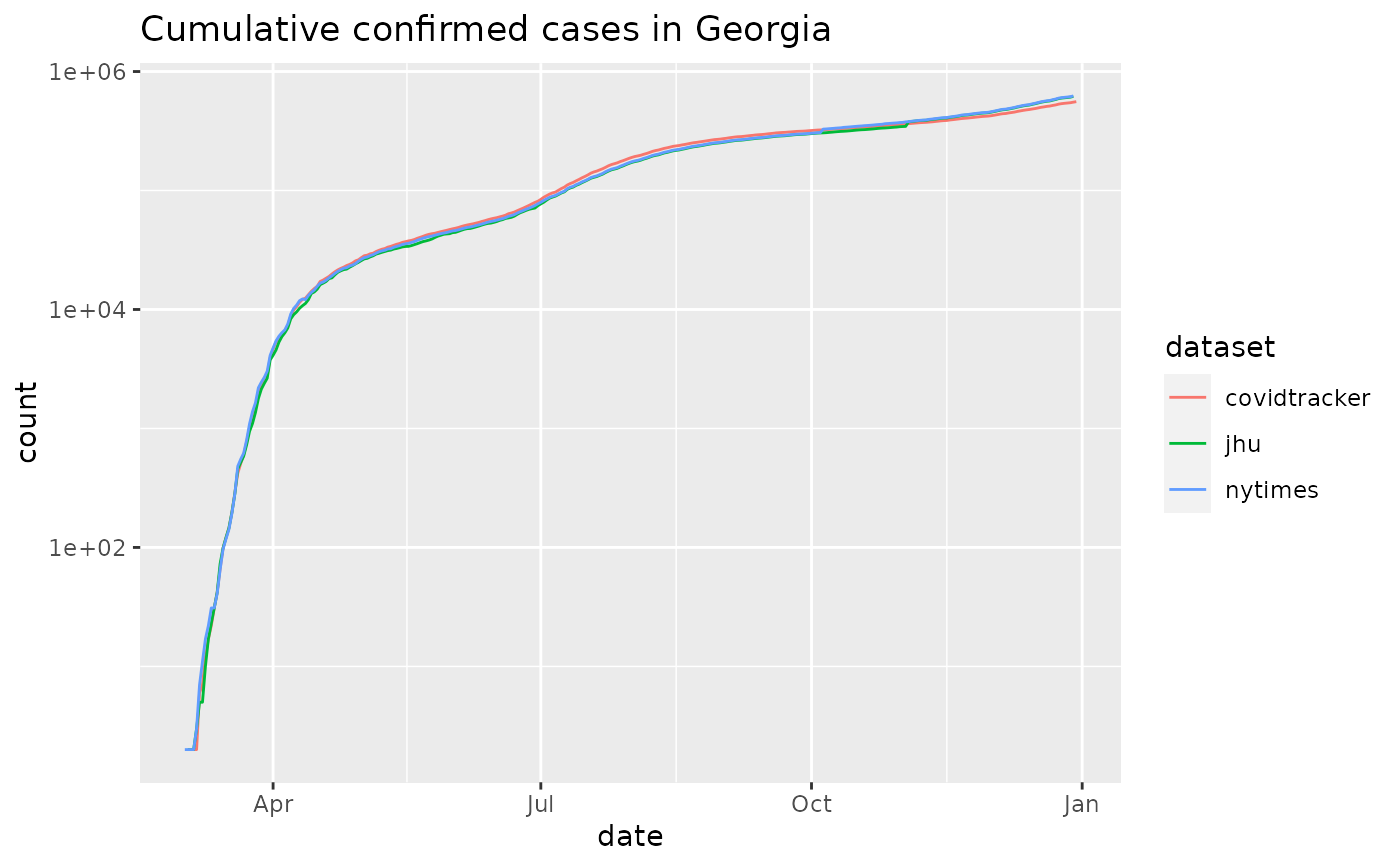 Cumulative confirmed cases in Georgia
1e+06
1e+04
1e+02
count
Apr
Jul
Oct
Jan
date
dataset
covidtracker
jhu
nytimes